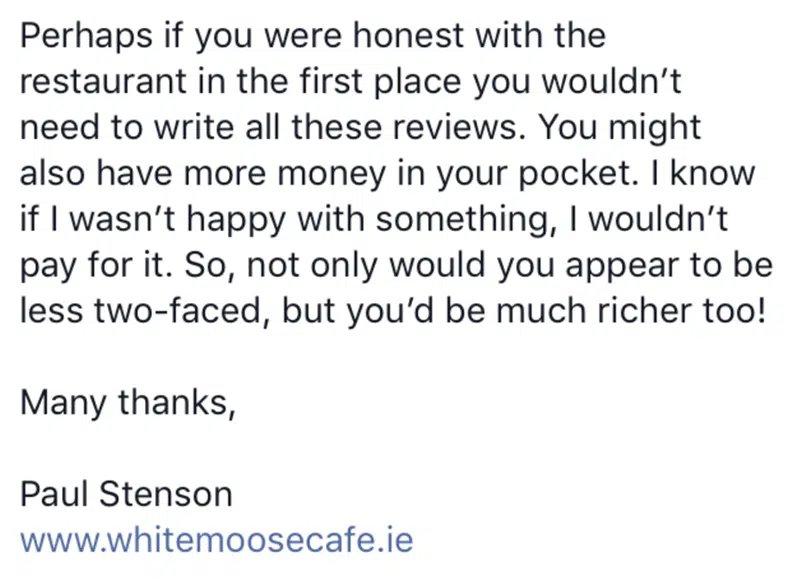 Perhaps if you were honest with the
restaurant in the first place you wouldn’t
need to write all these reviews. You might
also have more money in your pocket. I know
if I wasn’t happy with something, I wouldn’t
pay for it. So, not only would you appear to be
less two-faced, but you’d be much richer too!
Many thanks,
Paul Stenson
www.whitemoosecafe.ie